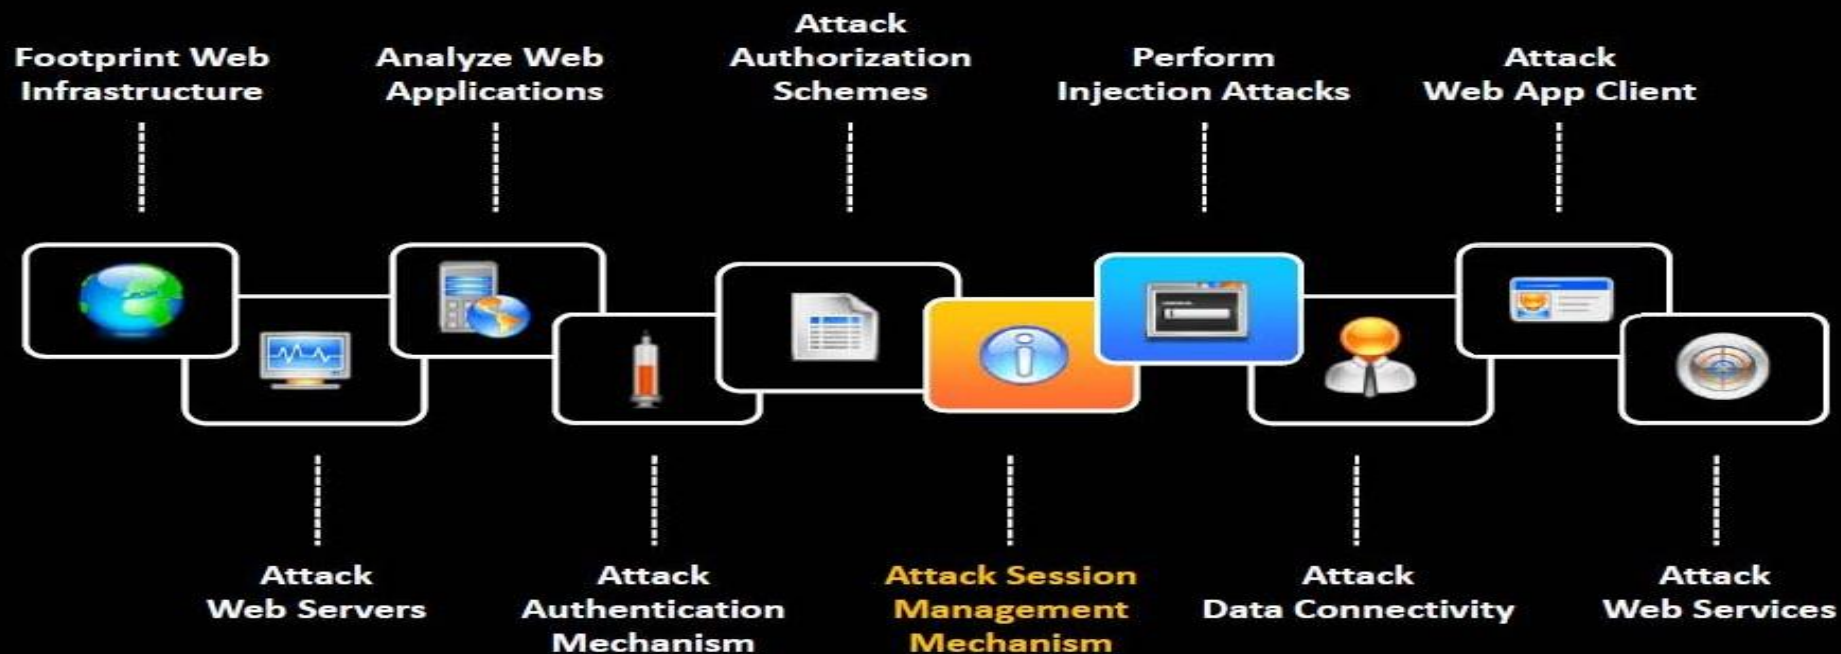 Footprint Web
Infrastructure
Analyze Web
Applications
Attack
Authorization
Schemes
Perform
Injection Attacks
Attack
Web App Client
Attack
Web Servers
Attack
Authentication
Mechanism
Attack Session
Management
Mechanism
Attack
Data Connectivity
Attack
Web Services